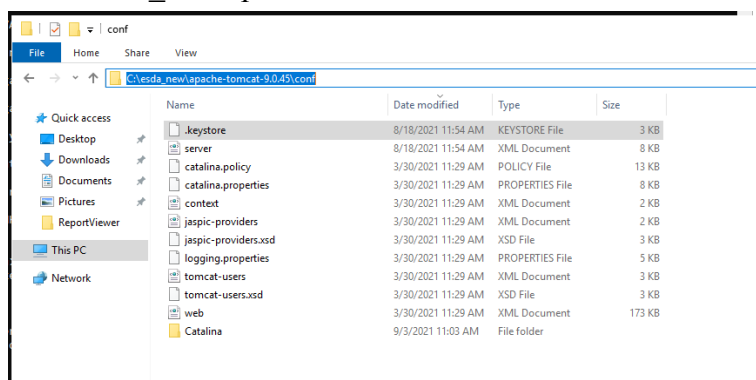 conf
File Home Share View
C:\esda_new\apache-tomcat-9.0.45\conf
Name Date modified Type Size
Quick access
Desktop
Downloads
Documents
Pictures
ReportViewer
This PC
Network
.keystore 8/18/2021 11:54 AM KEYSTORE File 3 KB
server 8/18/2021 11:54 AM XML Document 8 KB
catalina.policy 3/30/2021 11:29 AM POLICY File 13 KB
catalina.properties 3/30/2021 11:29 AM PROPERTIES File 8 KB
context 3/30/2021 11:29 AM XML Document 2 KB
jaspic-providers 3/30/2021 11:29 AM XML Document 2 KB
jaspic-providers.xsd 3/30/2021 11:29 AM XSD File 3 KB
logging.properties 3/30/2021 11:29 AM PROPERTIES File 5 KB
tomcat-users 3/30/2021 11:29 AM XML Document 3 KB
tomcat-users.xsd 3/30/2021 11:29 AM XSD File 3 KB
web 3/30/2021 11:29 AM XML Document 173 KB
Catalina 9/3/2021 11:03 AM File folder